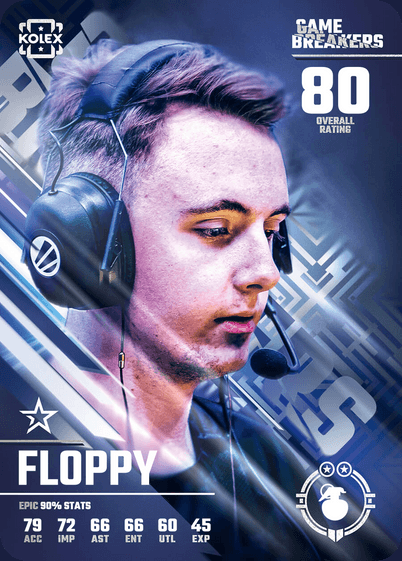 KOLEX
GAME
BREAKERS
80
OVERALL
RATING
FLOPPY
EPIC 90% STATS
79 72 66 66 60 45
ACC IMP AST ENT UTL EXP